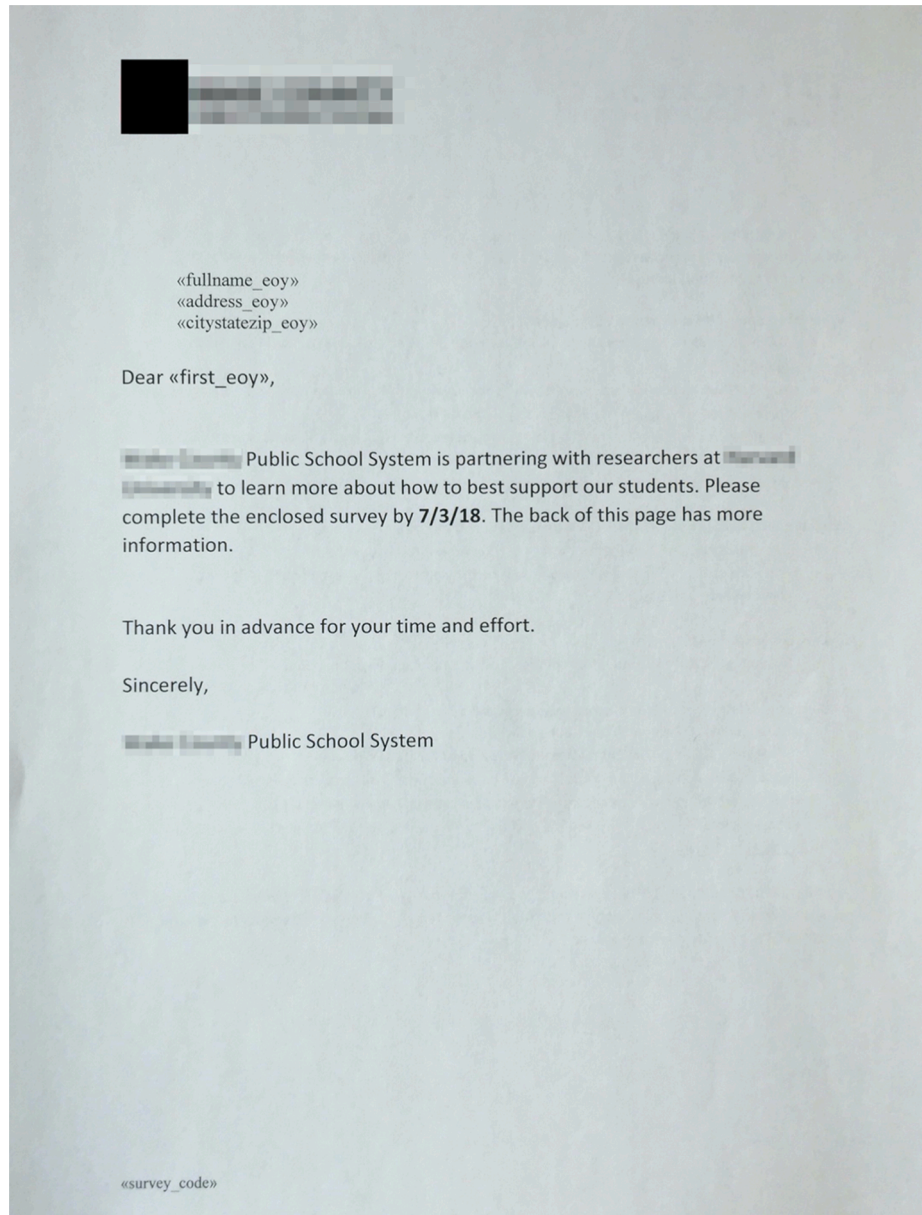 «fullname_eoy»
«address_eoy»
«citystatezip_eoy»
Dear «first_eoy»,
Public School System is partnering with researchers at
to learn more about how to best support our students. Please
complete the enclosed survey by 7/3/18. The back of this page has more
information.
Thank you in advance for your time and effort.
Sincerely,
Public School System
«survey_code»